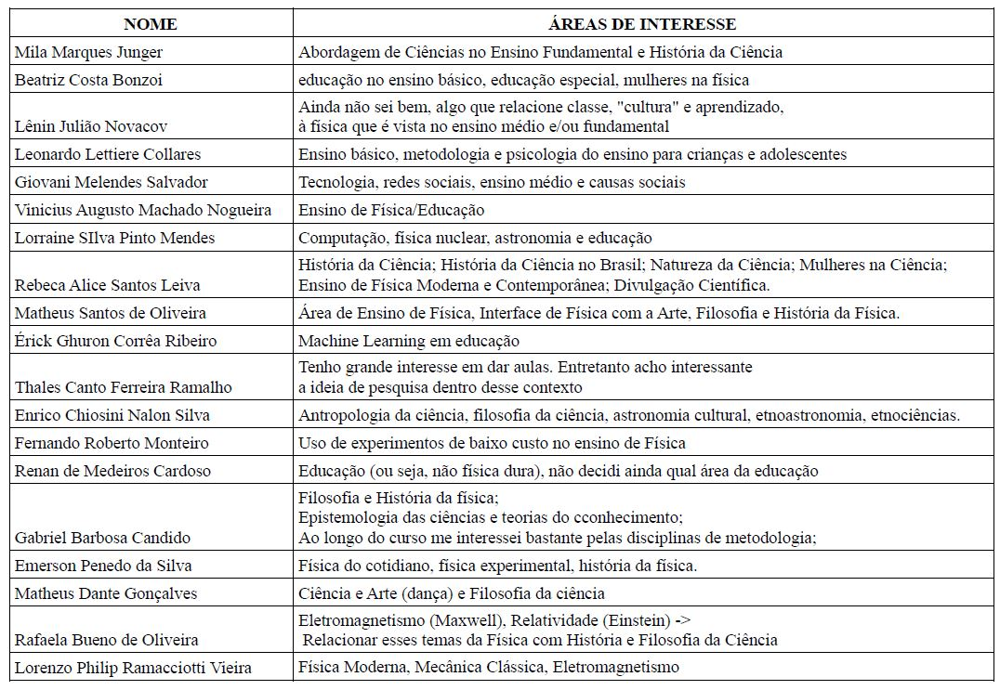 NOME ÁREAS DE INTERESSE
Mila Marques Junger Abordagem de Ciências no Ensino Fundamental e História da Ciência
Beatriz Costa Bonzoi educação no ensino básico, educação especial, mulheres na física
Ainda não sei bem, algo que relacione classe, "cultura" e aprendizado,
Lênin Julião Novacov à física que é vista no ensino médio e/ou fundamental
Leonardo Lettiere Collares Ensino básico, metodologia e psicologia do ensino para crianças e adolescentes
Giovani Melendes Salvador Tecnologia, redes sociais, ensino médio e causas sociais
Vinicius Augusto Machado Nogueira Ensino de Física/Educação
Lorraine SIlva Pinto Mendes Computação, física nuclear, astronomia e educação
História da Ciência; História da Ciência no Brasil; Natureza da Ciência; Mulheres na Ciência;
Rebeca Alice Santos Leiva Ensino de Física Moderna e Contemporânea; Divulgação Científica.
Matheus Santos de Oliveira Área de Ensino de Física, Interface de Física com a Arte, Filosofia e História da Física.
Érick Ghuron Corrêa Ribeiro Machine Learning em educação
Tenho grande interesse em dar aulas. Entretanto acho interessante
Thales Canto Ferreira Ramalho a ideia de pesquisa dentro desse contexto
Enrico Chiosini Nalon Silva Antropologia da ciência, filosofia da ciência, astronomia cultural, etnoastronomia, etnociências.
Fernando Roberto Monteiro Uso de experimentos de baixo custo no ensino de Física
Renan de Medeiros Cardoso Educação (ou seja, não física dura), não decidi ainda qual área da educação
Filosofia e História da física;
Epistemologia das ciências e teorias do cconhecimento;
Gabriel Barbosa Candido Ao longo do curso me interessei bastante pelas disciplinas de metodologia;
Emerson Penedo da Silva Física do cotidiano, física experimental, história da física.
Matheus Dante Gonçalves Ciência e Arte (dança) e Filosofia da ciência
Eletromagnetismo (Maxwell), Relatividade (Einstein) ->
Rafaela Bueno de Oliveira Relacionar esses temas da Física com História e Filosofia da Ciência
Lorenzo Philip Ramacciotti Vieira Física Moderna, Mecânica Clássica, Eletromagnetismo